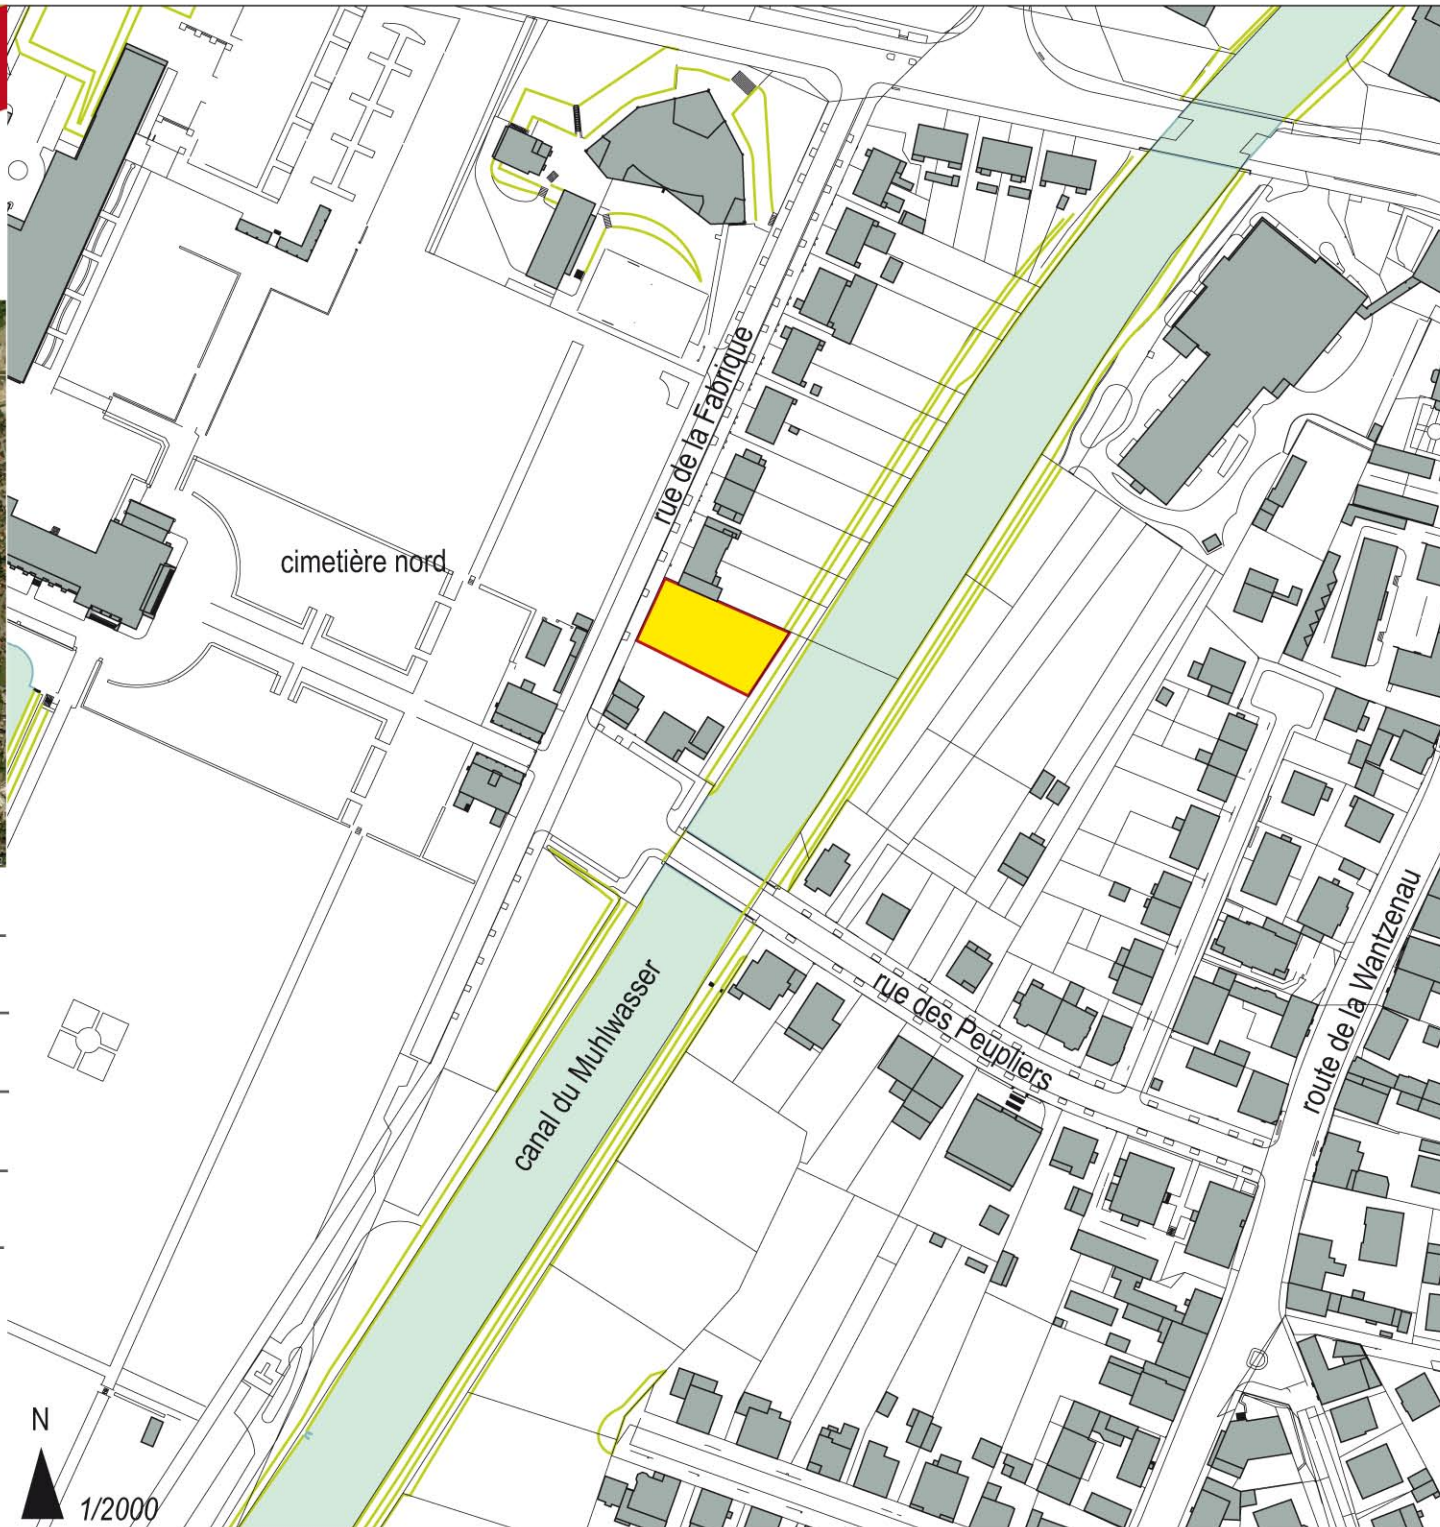 rue de la Fabrique
cimetière nord
canal du Muhlwasser
rue des Peupliers
route de la Wantzenau
N
1/2000